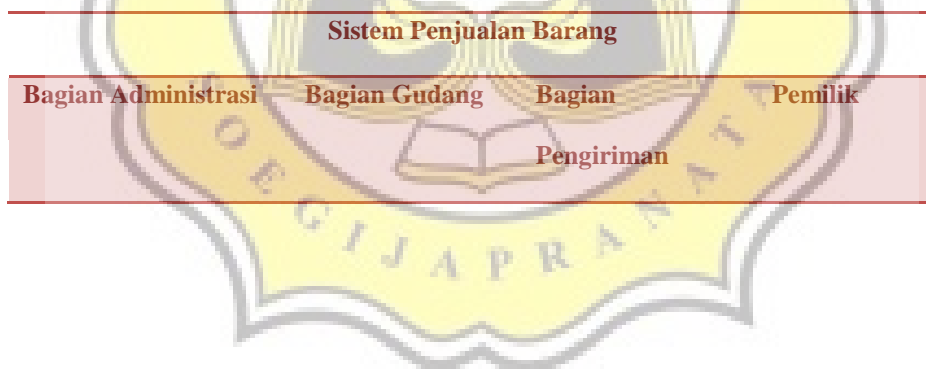 Sistem Penjualan Barang
Bagian Administrasi Bagian Gudang Bagian Pengiriman Pemilik
SOEGIJAPRANATA